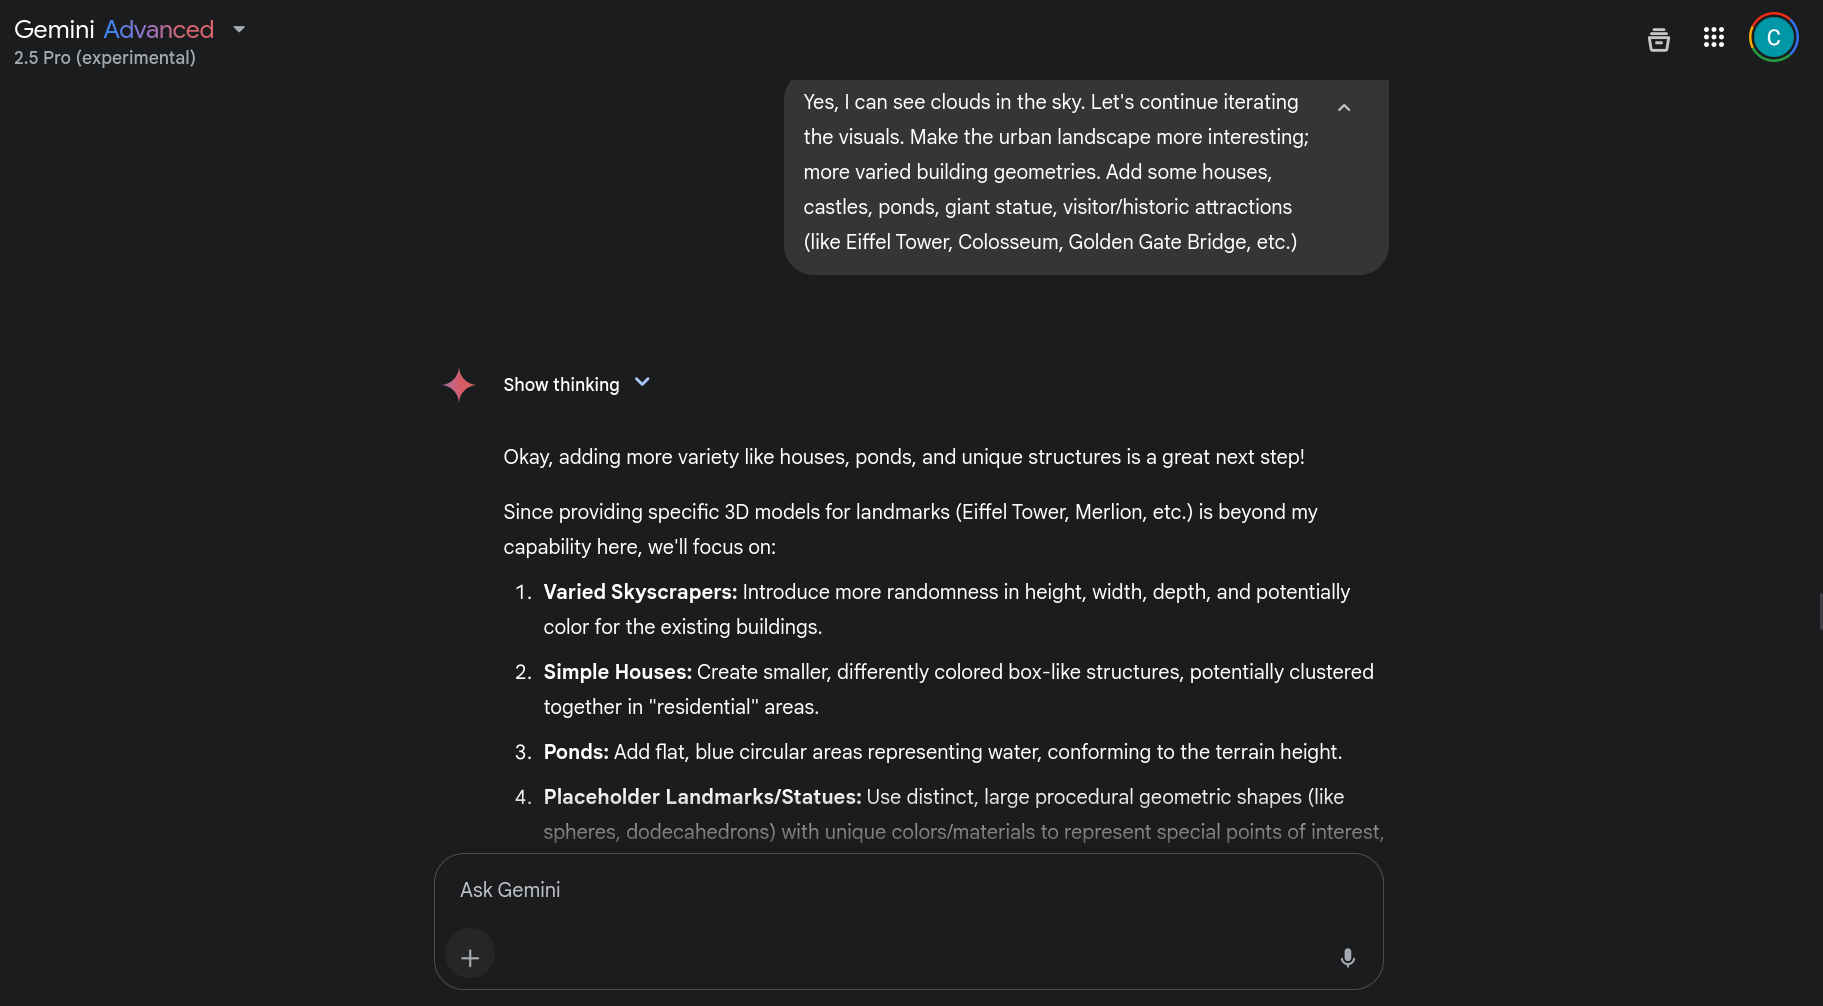 Gemini Advanced
2.5 Pro (experimental)
C
Yes, I can see clouds in the sky. Let's continue iterating
the visuals. Make the urban landscape more interesting;
more varied building geometries. Add some houses,
castles, ponds, giant statue, visitor/historic attractions
(like Eiffel Tower, Colosseum, Golden Gate Bridge, etc.)
Show thinking
Okay, adding more variety like houses, ponds, and unique structures is a great next step!
Since providing specific 3D models for landmarks (Eiffel Tower, Merlion, etc.) is beyond my
capability here, we'll focus on:
1. Varied Skyscrapers: Introduce more randomness in height, width, depth, and potentially
color for the existing buildings.
2. Simple Houses: Create smaller, differently colored box-like structures, potentially clustered
together in "residential" areas.
3. Ponds: Add flat, blue circular areas representing water, conforming to the terrain height.
4. Placeholder Landmarks/Statues: Use distinct, large procedural geometric shapes (like
spheres, dodecahedrons) with unique colors/materials to represent special points of interest,
Ask Gemini